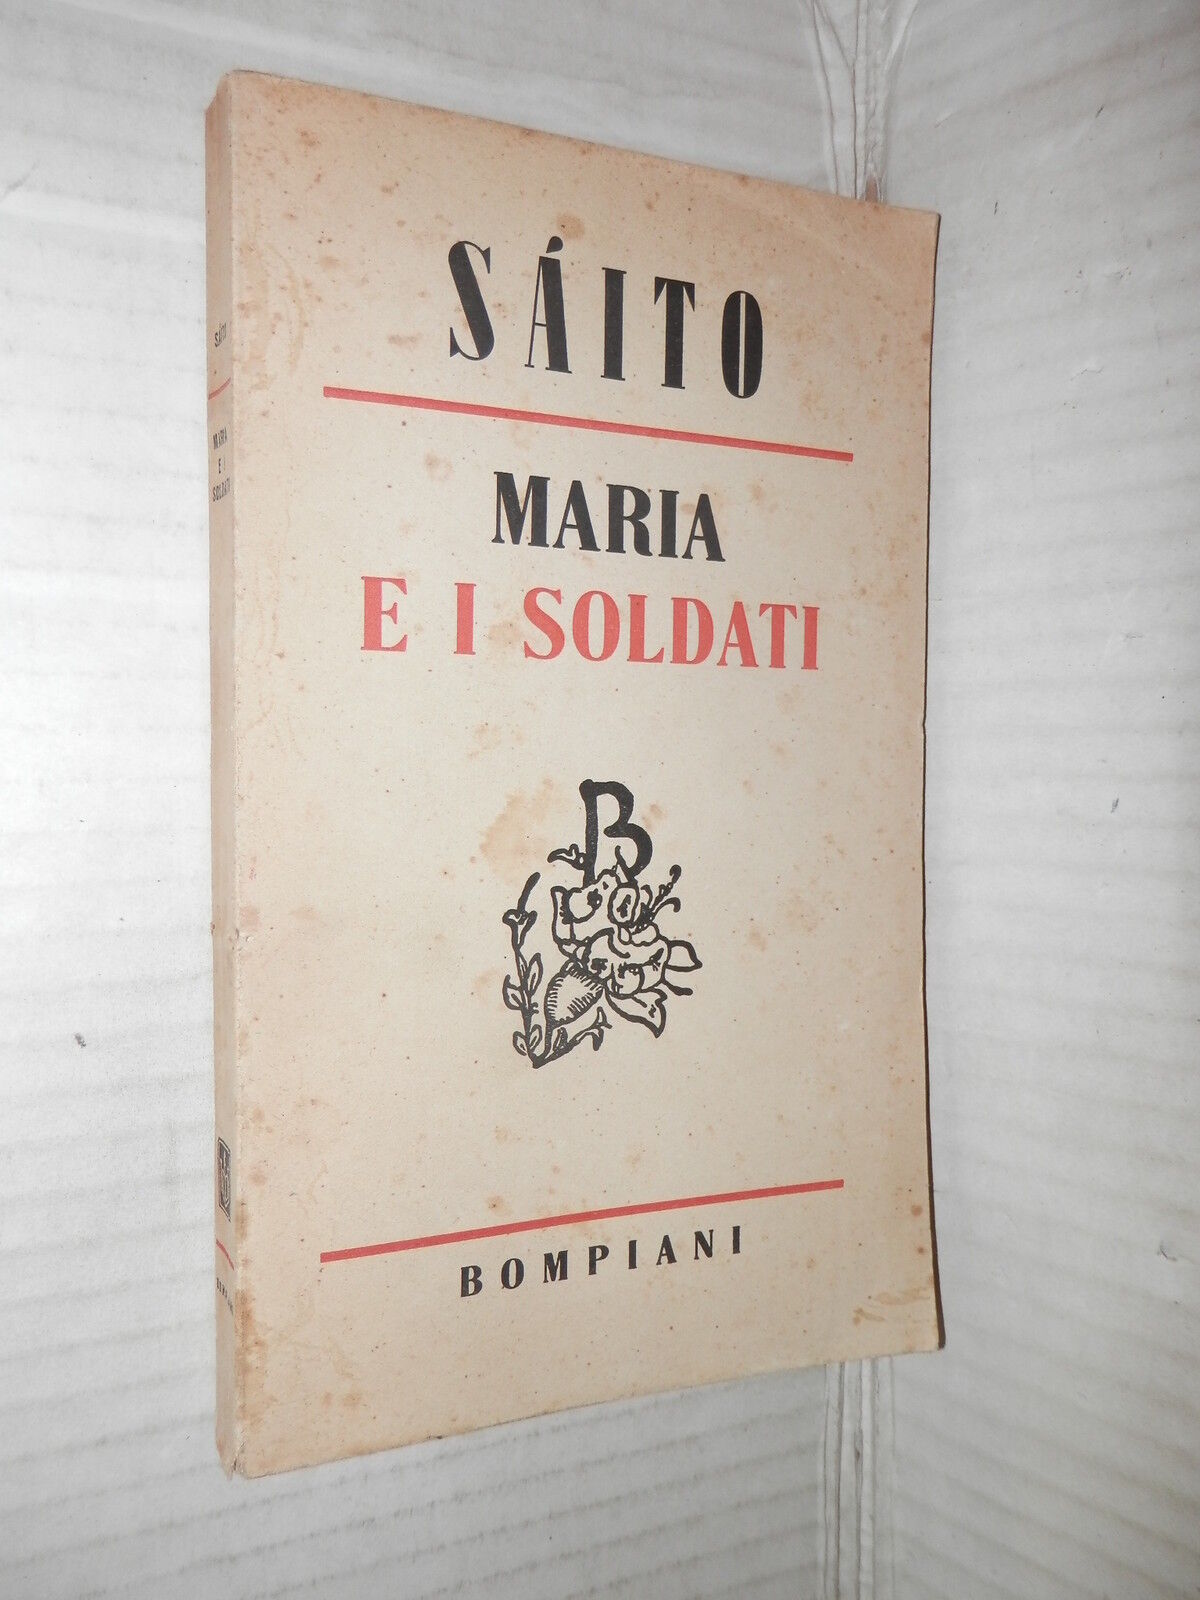 SÁITO
MARIA
E I SOLDATI
B
BOMPIANI
SÁITO
MARIA
E I
SOLDATI